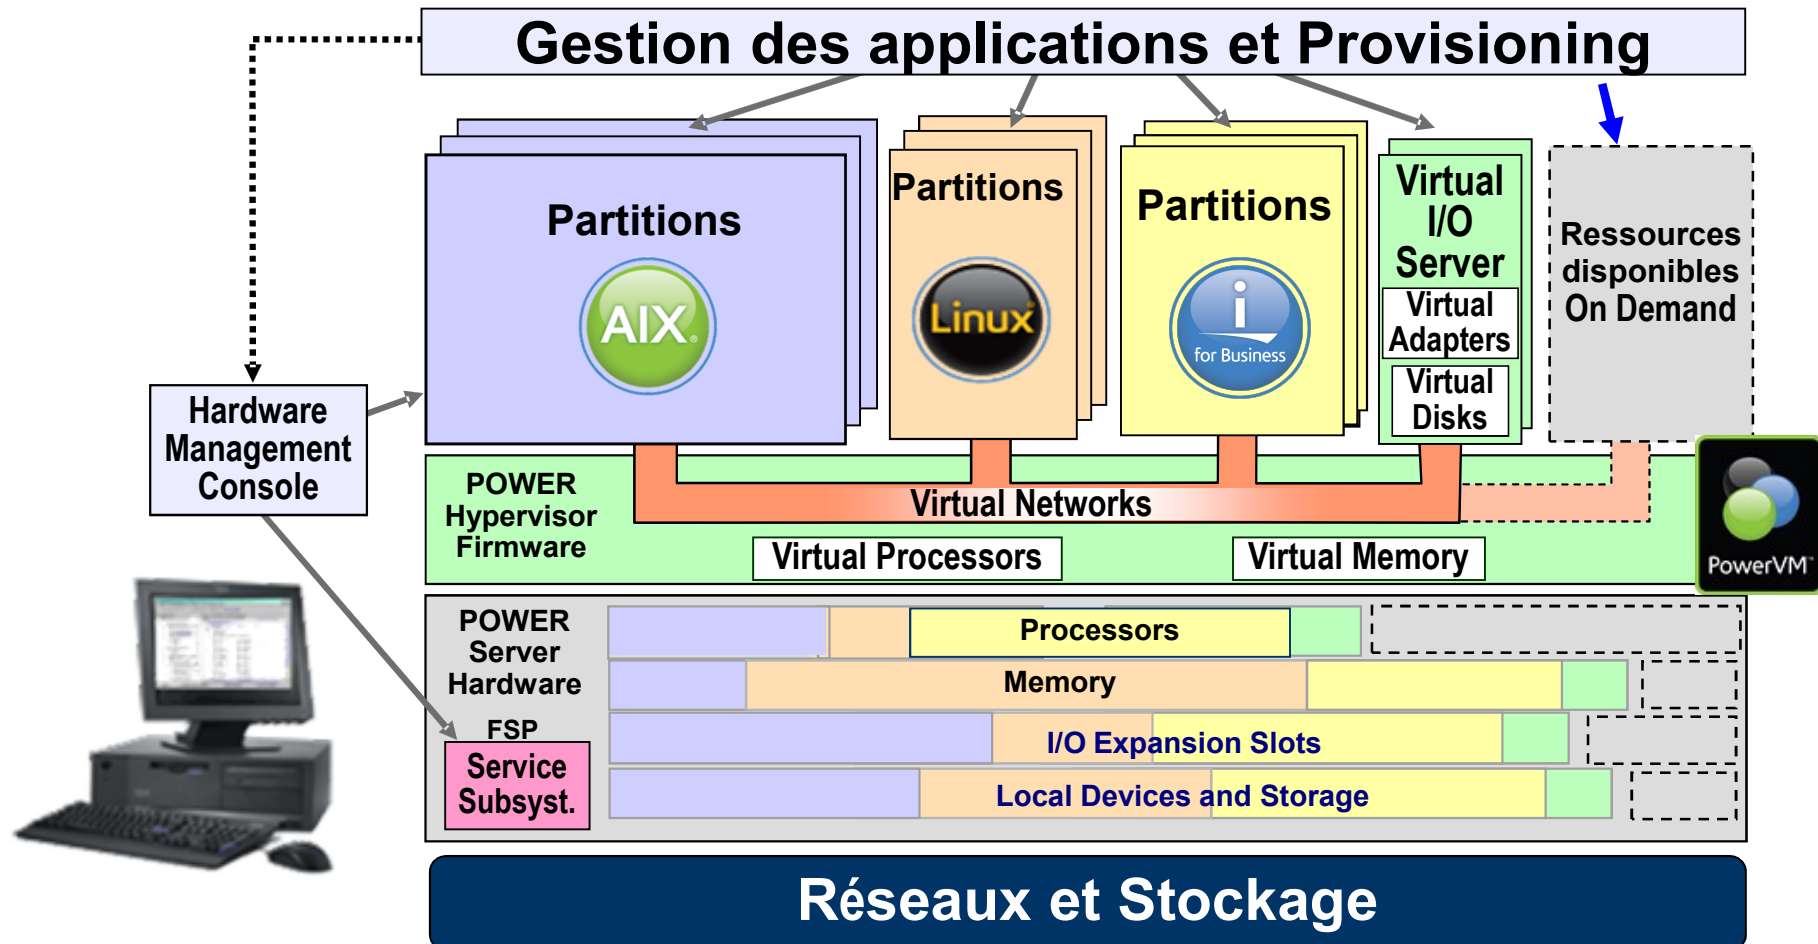 Gestion des applications et Provisioning
Partitions
AIX®
Partitions
Linux
Partitions
i
for Business
Virtual
I/O
Server
Virtual
Adapters
Virtual
Disks
Ressources
disponibles
On Demand
Hardware
Management
Console
POWER
Hypervisor
Firmware
Virtual Networks
Virtual Processors
Virtual Memory
PowerVM™
POWER
Server
Hardware
Processors
Memory
FSP
I/O Expansion Slots
Service
Subsyst.
Local Devices and Storage
Réseaux et Stockage